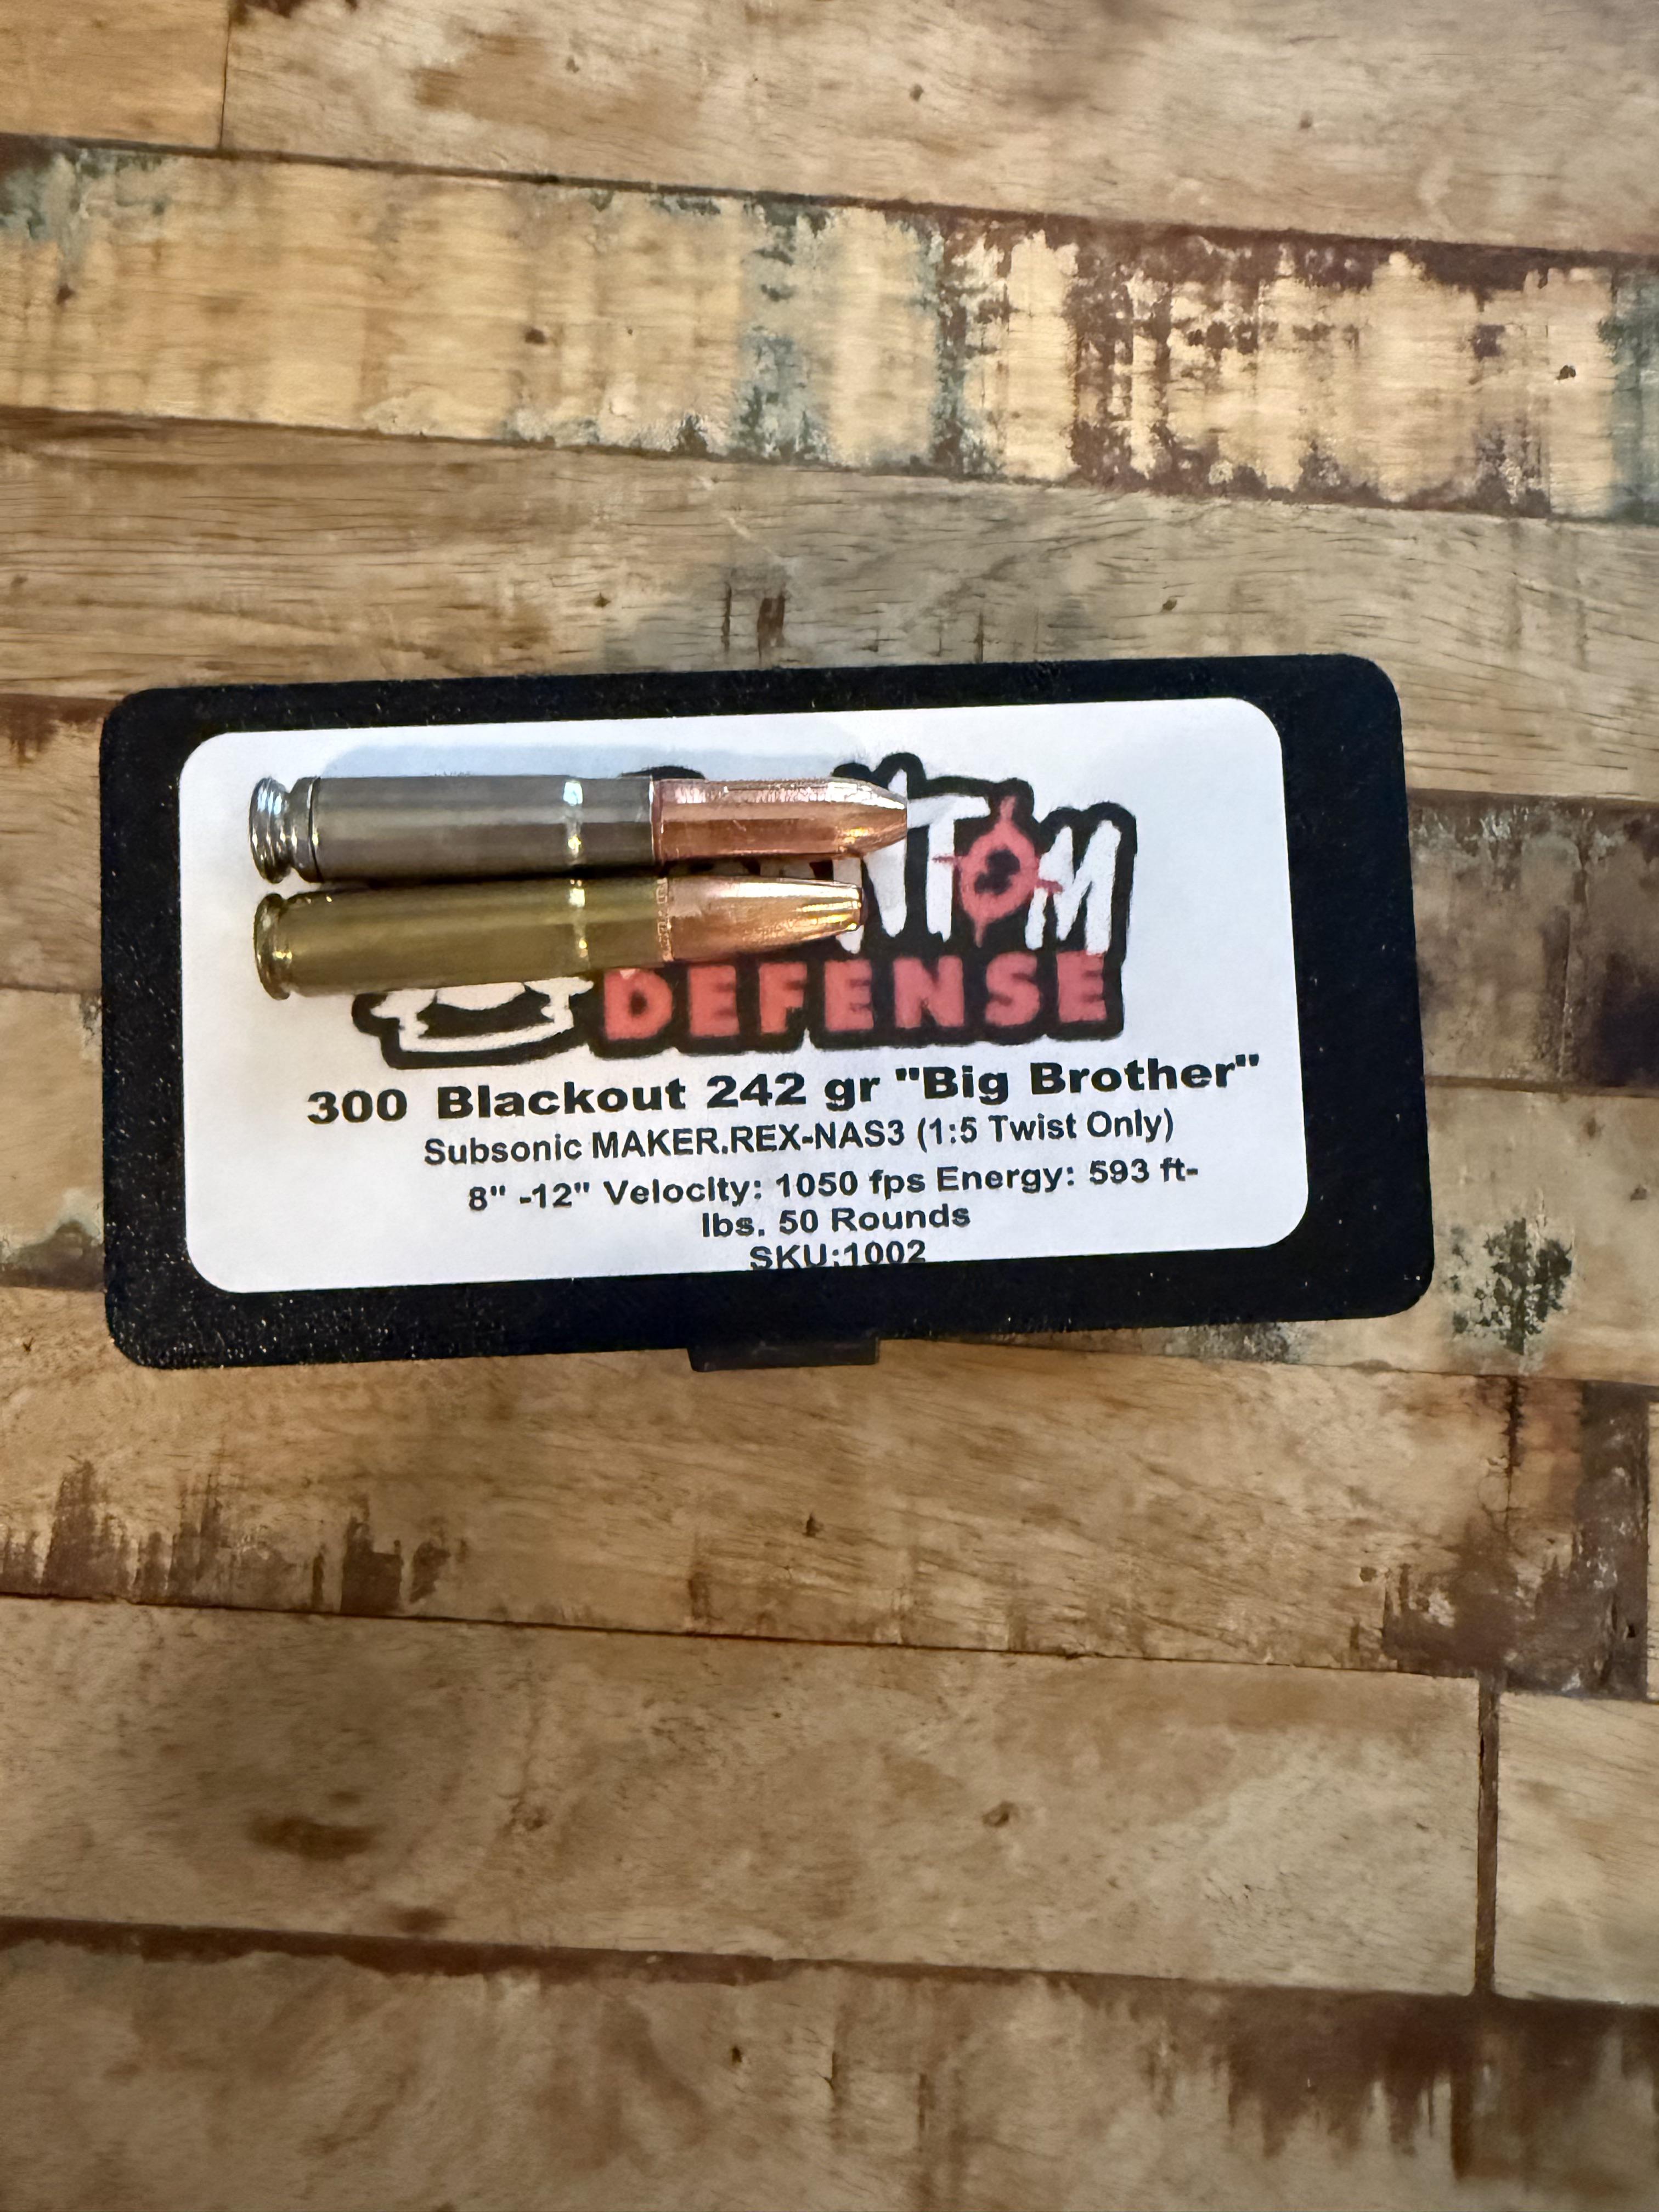 DEFENSE
300 Blackout 242 gr "Big Brother"
Subsonic MAKER.REX-NAS3 (1:5 Twist Only)
8" -12" Velocity: 1050 fps Energy: 593 ft-
lbs. 50 Rounds
SKU:1002